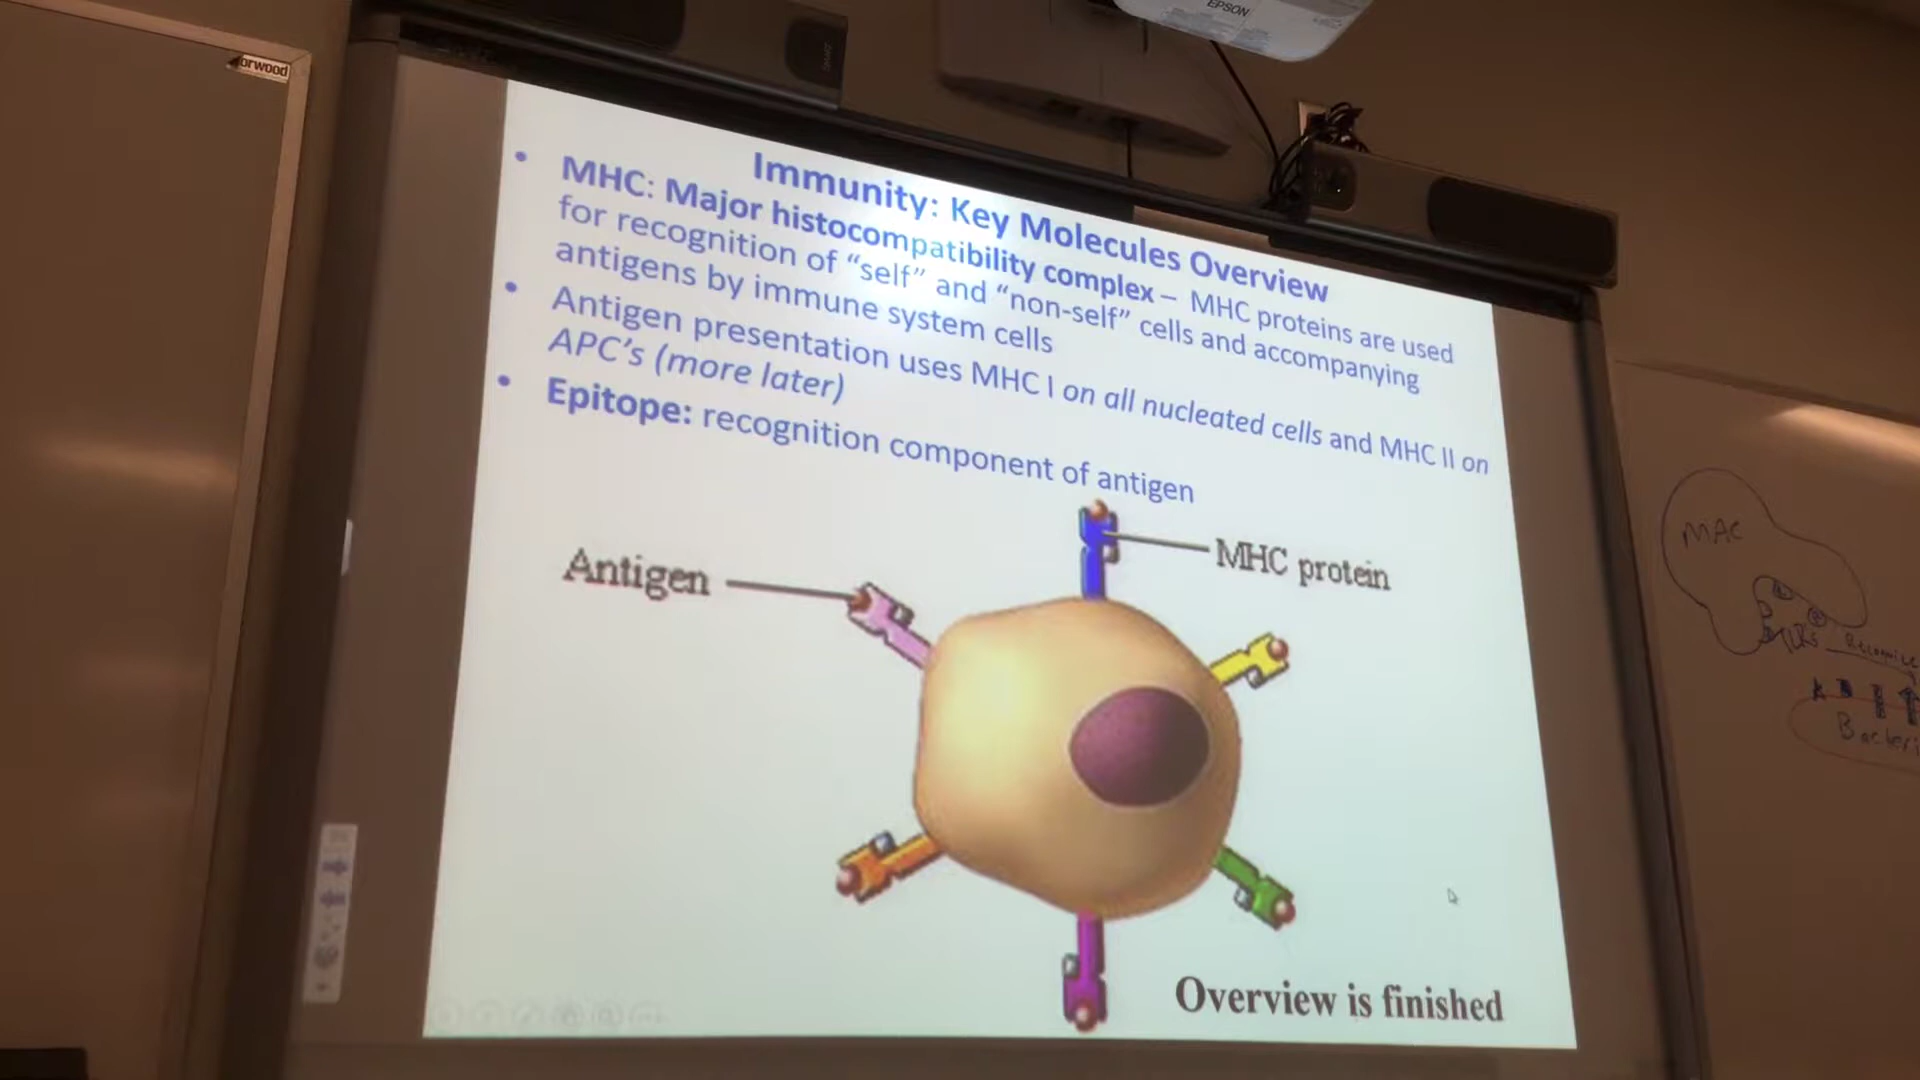 EPSON
orwood
SMART
Immunity: Key Molecules Overview
• MHC: Major histocompatibility complex – MHC proteins are used
for recognition of “self” and “non-self” cells and accompanying
antigens by immune system cells
• Antigen presentation uses MHC I on all nucleated cells and MHC II on
APC’s (more later)
• Epitope: recognition component of antigen
Antigen
MHC protein
Overview is finished
MAC
TLRs Recognize
Bacteri